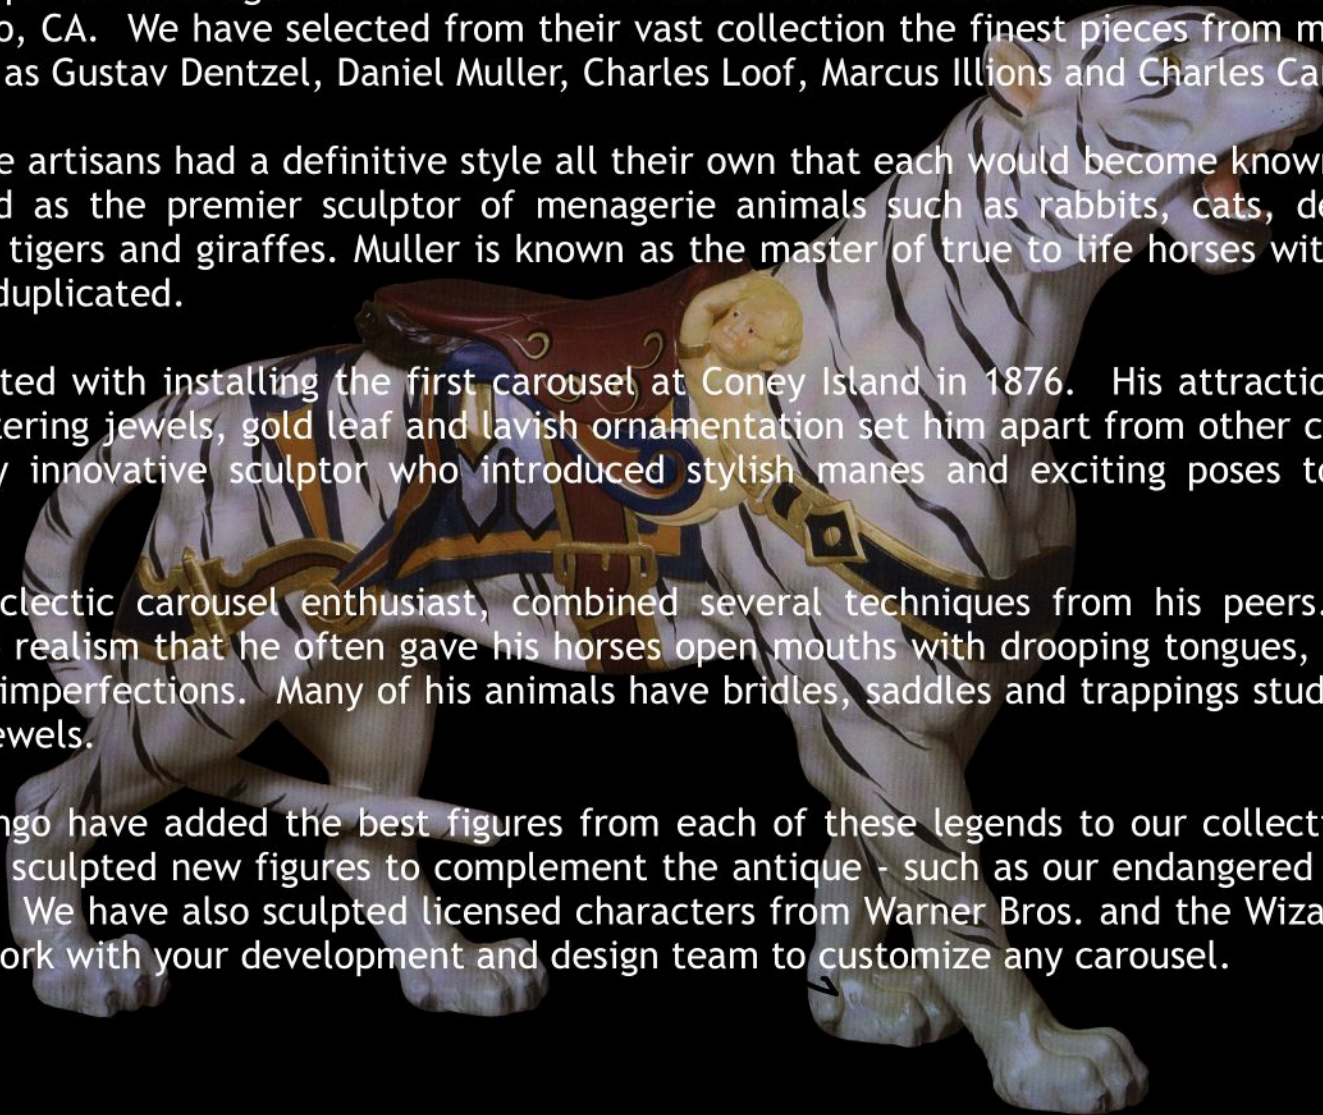 o, CA. We have selected from their vast collection the finest pieces from m
as Gustav Dentzel, Daniel Muller, Charles Loof, Marcus Illions and Charles Ca
e artisans had a definitive style all their own that each would become known
d as the premier sculptor of menagerie animals such as rabbits, cats, de
tigers and giraffes. Muller is known as the master of true to life horses wit
duplicated.
ted with installing the first carousel at Coney Island in 1876. His attractio
tering jewels, gold leaf and lavish ornamentation set him apart from other c
y innovative sculptor who introduced stylish manes and exciting poses to
clectic carousel enthusiast, combined several techniques from his peers.
realism that he often gave his horses open mouths with drooping tongues,
imperfections. Many of his animals have bridles, saddles and trappings stud
ewels.
ngo have added the best figures from each of these legends to our collecti
sculpted new figures to complement the antique - such as our endangered
We have also sculpted licensed characters from Warner Bros. and the Wiza
ork with your development and design team to customize any carousel.